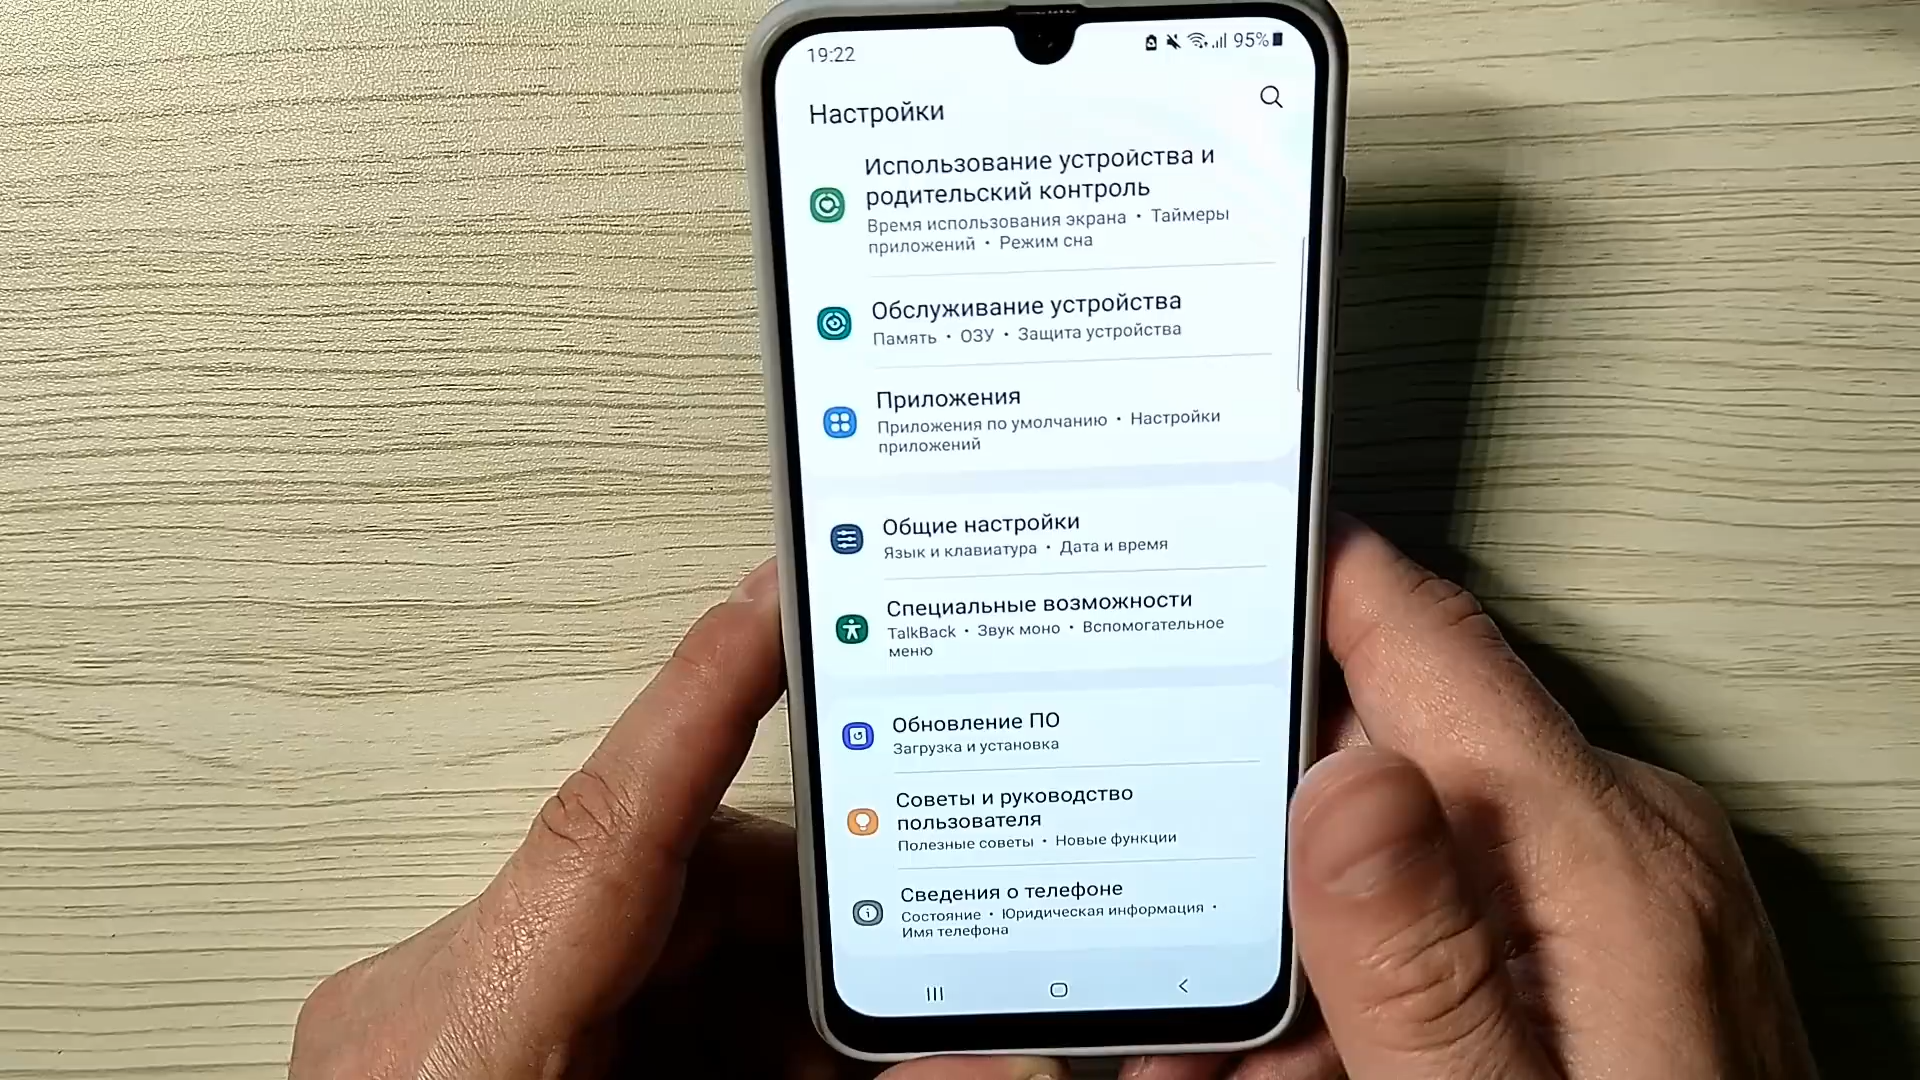 19:22
95%
Настройки
Использование устройства и
родительский контроль
Время использования экрана • Таймеры
приложений • Режим сна
Обслуживание устройства
Память • ОЗУ • Защита устройства
Приложения
Приложения по умолчанию • Настройки
приложений
Общие настройки
Язык и клавиатура • Дата и время
Специальные возможности
TalkBack • Звук моно • Вспомогательное
меню
Обновление ПО
Загрузка и установка
Советы и руководство
пользователя
Полезные советы • Новые функции
Сведения о телефоне
Состояние • Юридическая информация •
Имя телефона